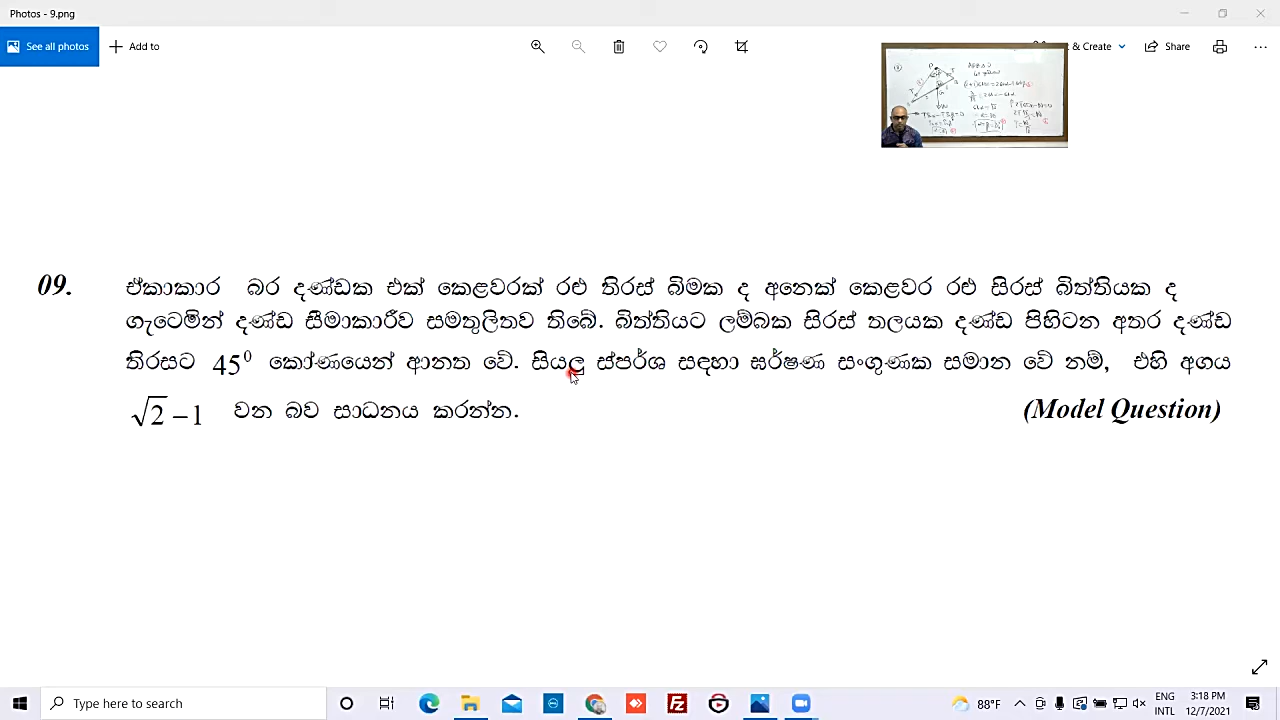 Photos - 9.png
See all photos
Add to
& Create
Share
09. ඒකාකාර බර දණ්ඩක එක් කෙළවරක් රළු තිරස් බිමක ද අනෙක් කෙළවර රළු සිරස් බිත්තියක ද
ගැටෙමින් දණ්ඩ සීමාකාරීව සමතුලිතව තිබේ. බිත්තියට ලම්බක සිරස් තලයක දණ්ඩ පිහිටන අතර දණ්ඩ
තිරසට 45⁰ කෝණයෙන් ආනත වේ. සියලු ස්පර්ශ සඳහා ඝර්ෂණ සංගුණක සමාන වේ නම්, එහි අගය
√2 – 1 වන බව සාධනය කරන්න. (Model Question)
Type here to search
88°F
ENG
INTL
3:18 PM
12/7/2021